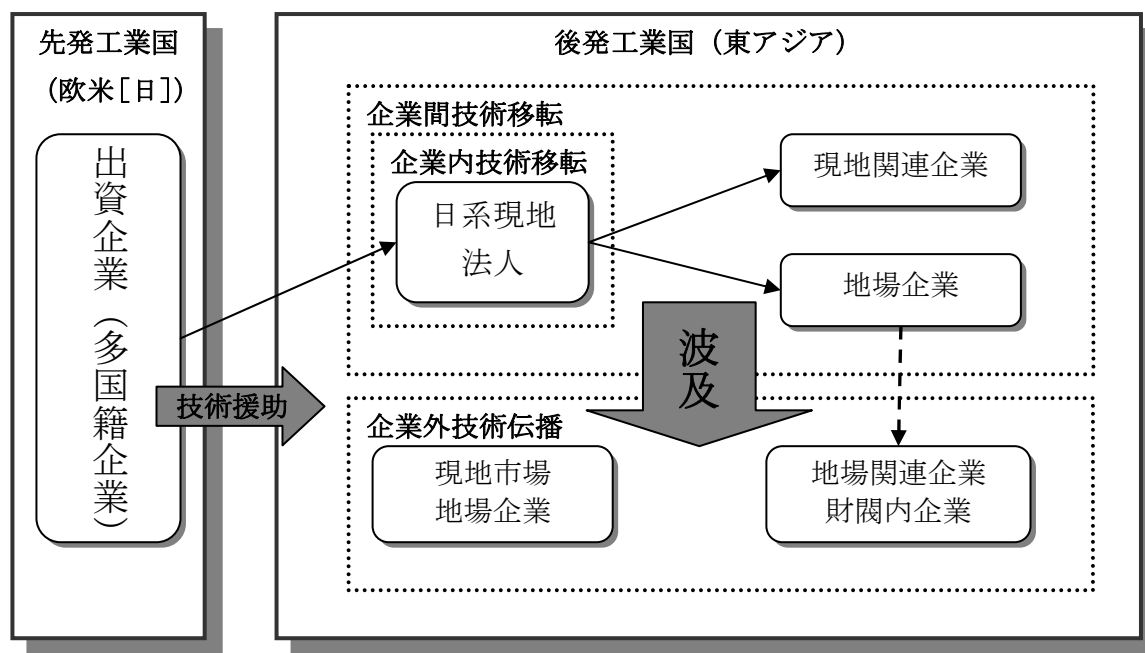 先発工業国
(欧米[日])
出資企業（多国籍企業）
技術援助
後発工業国（東アジア）
企業間技術移転
企業内技術移転
日系現地
法人
現地関連企業
地場企業
波及
企業外技術伝播
現地市場
地場企業
地場関連企業
財閥内企業